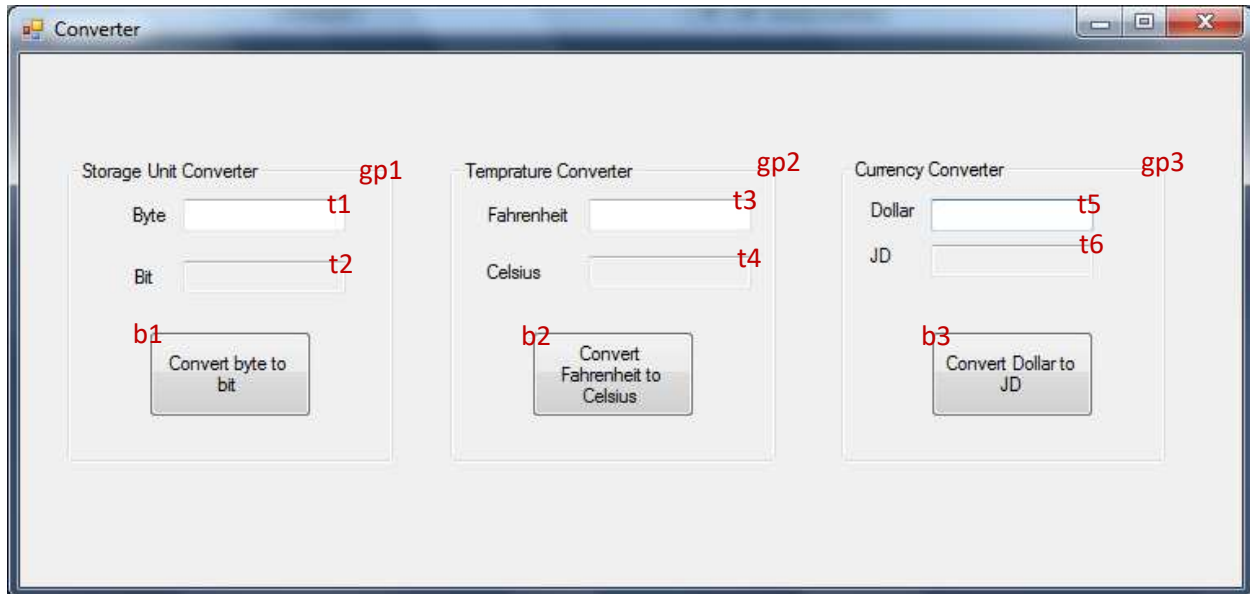 Converter
Storage Unit Converter gp1
Byte t1
Bit t2
b1
Convert byte to
bit
Temprature Converter gp2
Fahrenheit t3
Celsius t4
b2
Convert
Fahrenheit to
Celsius
Currency Converter gp3
Dollar t5
JD t6
b3
Convert Dollar to
JD